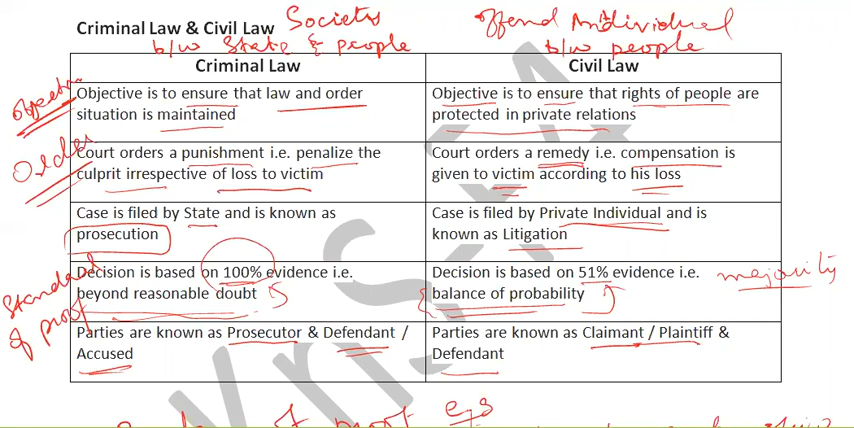 Criminal Law & Civil Law
Society
offend Individual
b/w State & people
b/w people
Criminal Law
Civil Law
Objective
Objective is to ensure that law and order
situation is maintained
Objective is to ensure that rights of people are
protected in private relations
Order
Court orders a punishment i.e. penalize the
culprit irrespective of loss to victim
Court orders a remedy i.e. compensation is
given to victim according to his loss
Case is filed by State and is known as
prosecution
Case is filed by Private Individual and is
known as Litigation
Standard
of proof
Decision is based on 100% evidence i.e.
beyond reasonable doubt
Decision is based on 51% evidence i.e.
balance of probability
majority
Parties are known as Prosecutor & Defendant /
Accused
Parties are known as Claimant / Plaintiff &
Defendant
of proof